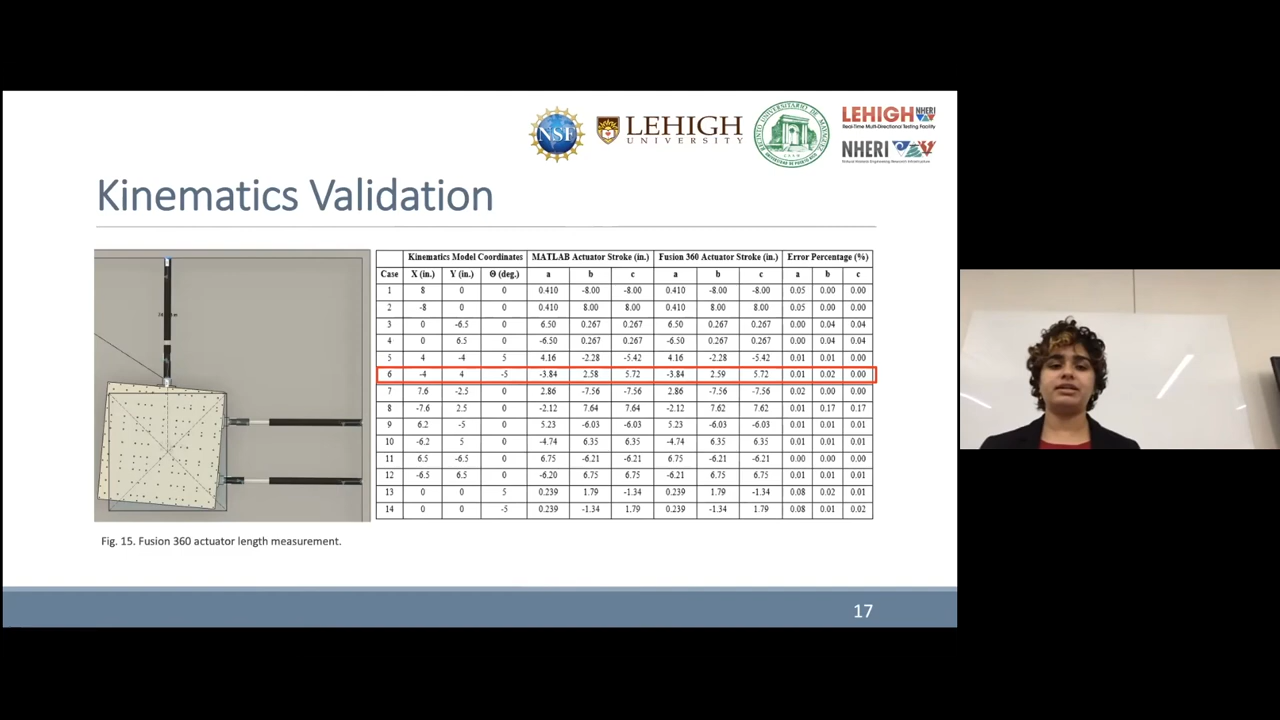 NSF
LEHIGH
UNIVERSITY
LEHIGH NHERI
Real-Time Multi-Directional Testing Facility
NHERI
Kinematics Validation
Kinematics Model Coordinates MATLAB Actuator Stroke (in.) Fusion 360 Actuator Stroke (in.) Error Percentage (%)
Case X (in.) Y (in.) Θ (deg.) a b c a b c a b c
1 8 0 0 0.410 -8.00 -8.00 0.410 -8.00 -8.00 0.05 0.00 0.00
2 -8 0 0 0.410 8.00 8.00 0.410 8.00 8.00 0.05 0.00 0.00
3 0 -6.5 0 6.50 0.267 0.267 6.50 0.267 0.267 0.00 0.04 0.04
4 0 6.5 0 -6.50 0.267 0.267 -6.50 0.267 0.267 0.00 0.04 0.04
5 4 -4 5 4.16 -2.28 -5.42 4.16 -2.28 -5.42 0.01 0.01 0.00
6 -4 4 -5 -3.84 2.58 5.72 -3.84 2.59 5.72 0.01 0.02 0.00
7 7.6 -2.5 0 2.86 -7.56 -7.56 2.86 -7.56 -7.56 0.02 0.00 0.00
8 -7.6 2.5 0 -2.12 7.64 7.64 -2.12 7.62 7.62 0.01 0.17 0.17
9 6.2 -5 0 5.23 -6.03 -6.03 5.23 -6.03 -6.03 0.01 0.01 0.01
10 -6.2 5 0 -4.74 6.35 6.35 -4.74 6.35 6.35 0.01 0.01 0.01
11 6.5 -6.5 0 6.75 -6.21 -6.21 6.75 -6.21 -6.21 0.00 0.00 0.00
12 -6.5 6.5 0 -6.20 6.75 6.75 -6.21 6.75 6.75 0.01 0.01 0.01
13 0 0 5 0.239 1.79 -1.34 0.239 1.79 -1.34 0.08 0.02 0.01
14 0 0 -5 0.239 -1.34 1.79 0.239 -1.34 1.79 0.08 0.01 0.02
Fig. 15. Fusion 360 actuator length measurement.
17